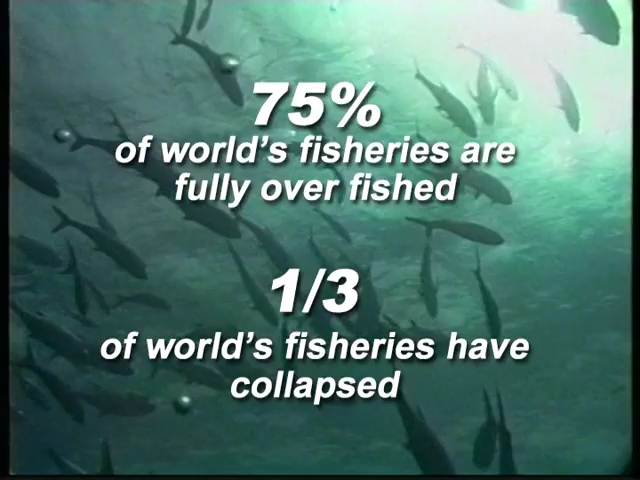 75%
of world's fisheries are
fully over fished
1/3
of world's fisheries have
collapsed